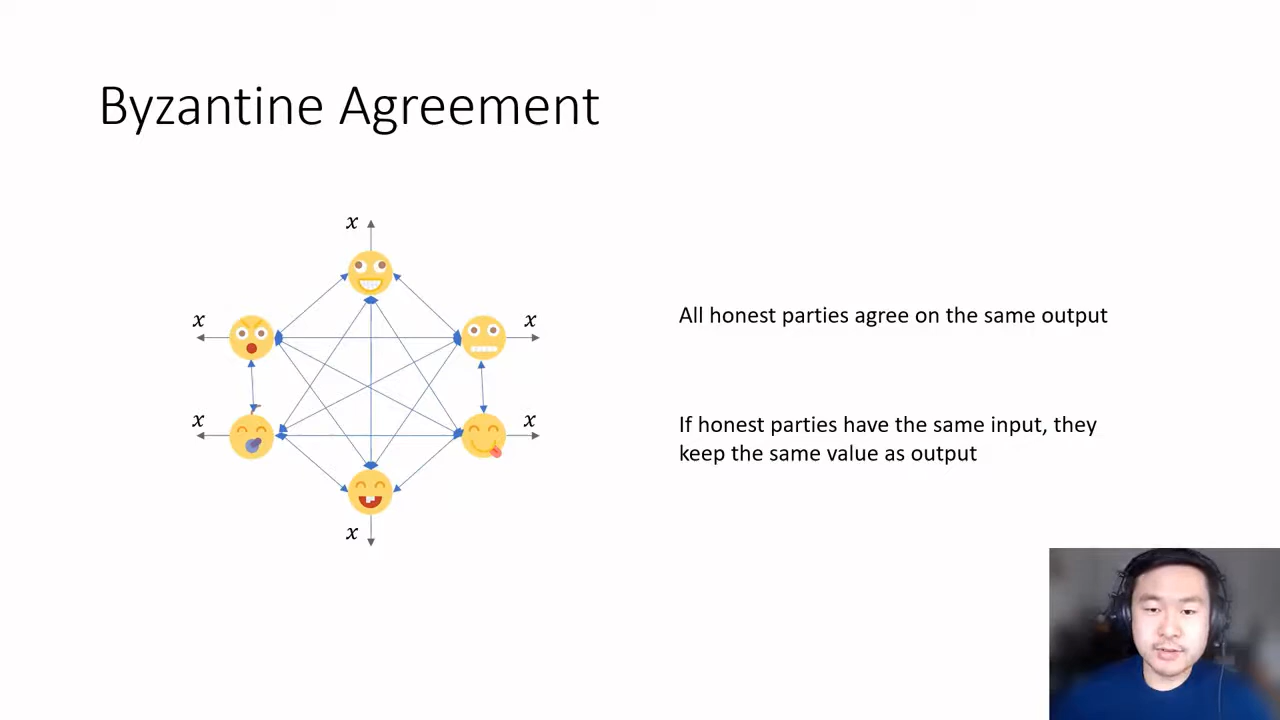 Byzantine Agreement
x
x
x
x
x
x
All honest parties agree on the same output
If honest parties have the same input, they
keep the same value as output